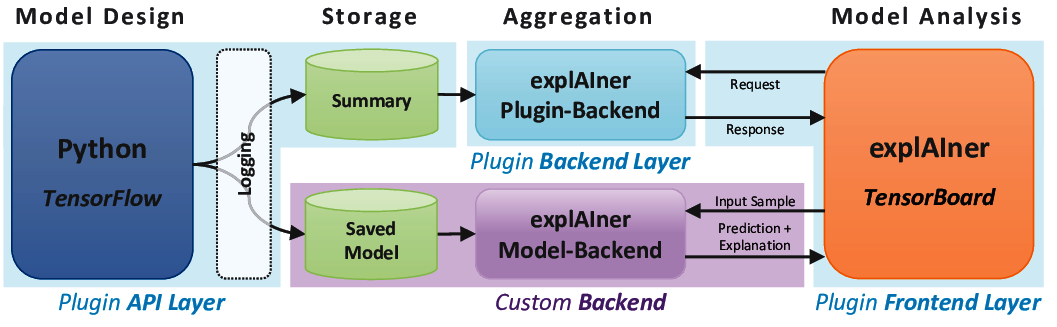 Model Design
Storage
Aggregation
Model Analysis
Python
TensorFlow
Logging
Summary
explAIner
Plugin-Backend
Request
Response
explAIner
TensorBoard
Plugin Backend Layer
Saved
Model
explAIner
Model-Backend
Input Sample
Prediction +
Explanation
Plugin API Layer
Custom Backend
Plugin Frontend Layer